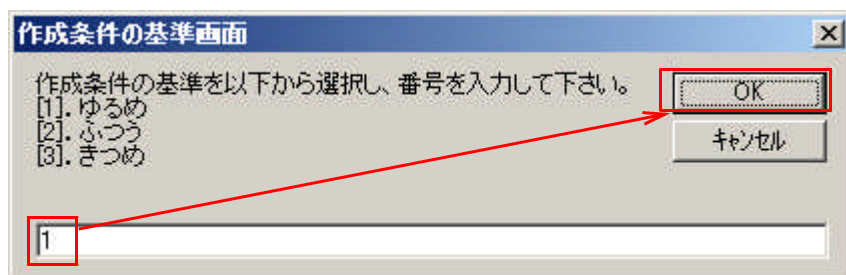 作成条件の基準画面
作成条件の基準を以下から選択し、番号を入力して下さい。
[1]. ゆるめ
[2]. ふつう
[3]. きつめ
OK
キャンセル
1